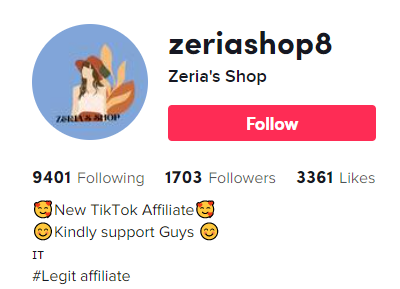 zeriashop8
Zeria's Shop
ZERIA'S SHOP
Follow
9401 Following 1703 Followers 3361 Likes
🥰New TikTok Affiliate🥰
😊Kindly support Guys 😊
ɪᴛ
#Legit affiliate